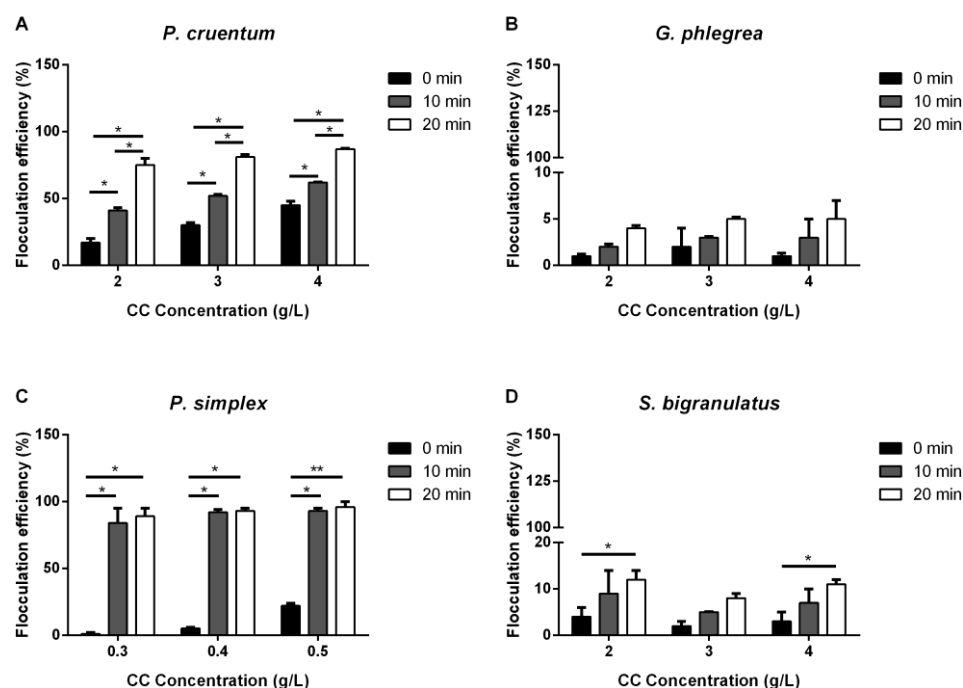 A
P. cruentum
Flocculation efficiency (%)
150
100
50
0
* * *
* * *
* * *
2 3 4
CC Concentration (g/L)
0 min
10 min
20 min
B
G. phlegrea
Flocculation efficiency (%)
150
100
10
5
0
2 3 4
CC Concentration (g/L)
0 min
10 min
20 min
C
P. simplex
Flocculation efficiency (%)
150
100
50
0
* * **
* * *
0.3 0.4 0.5
CC Concentration (g/L)
0 min
10 min
20 min
D
S. bigranulatus
Flocculation efficiency (%)
150
100
20
10
0
* *
2 3 4
CC Concentration (g/L)
0 min
10 min
20 min